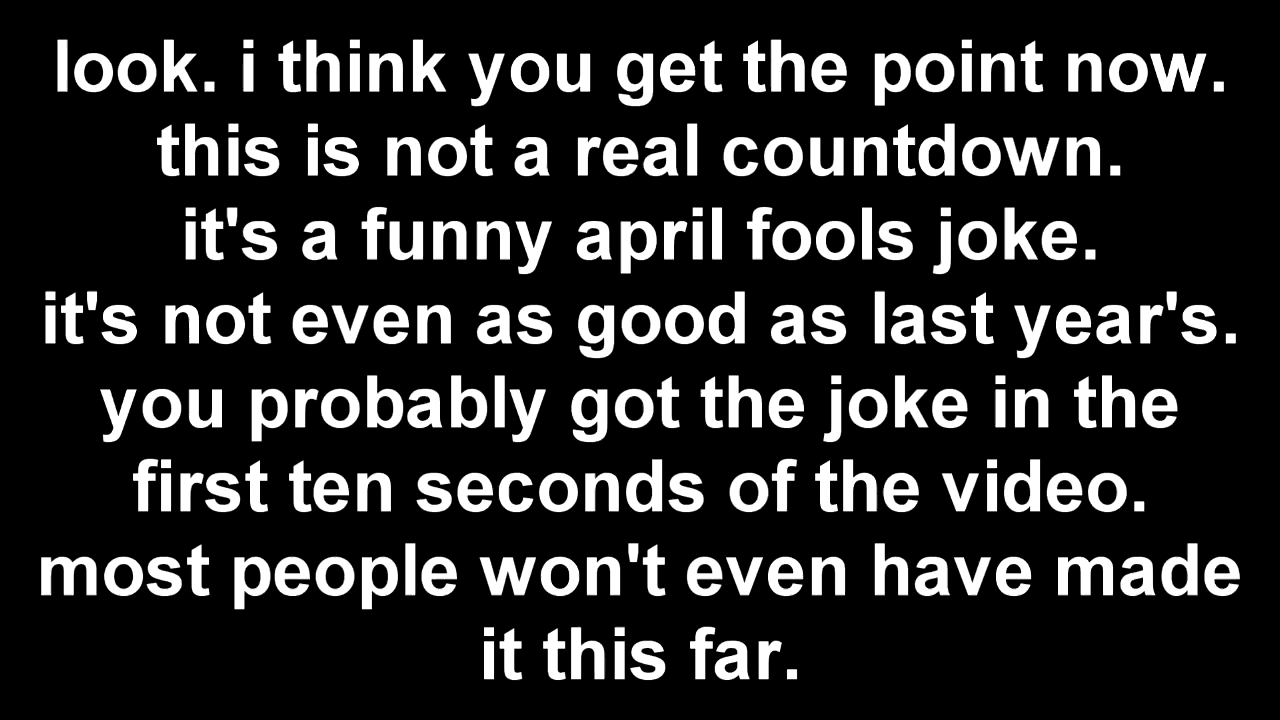 look. i think you get the point now.
this is not a real countdown.
it's a funny april fools joke.
it's not even as good as last year's.
you probably got the joke in the
first ten seconds of the video.
most people won't even have made
it this far.